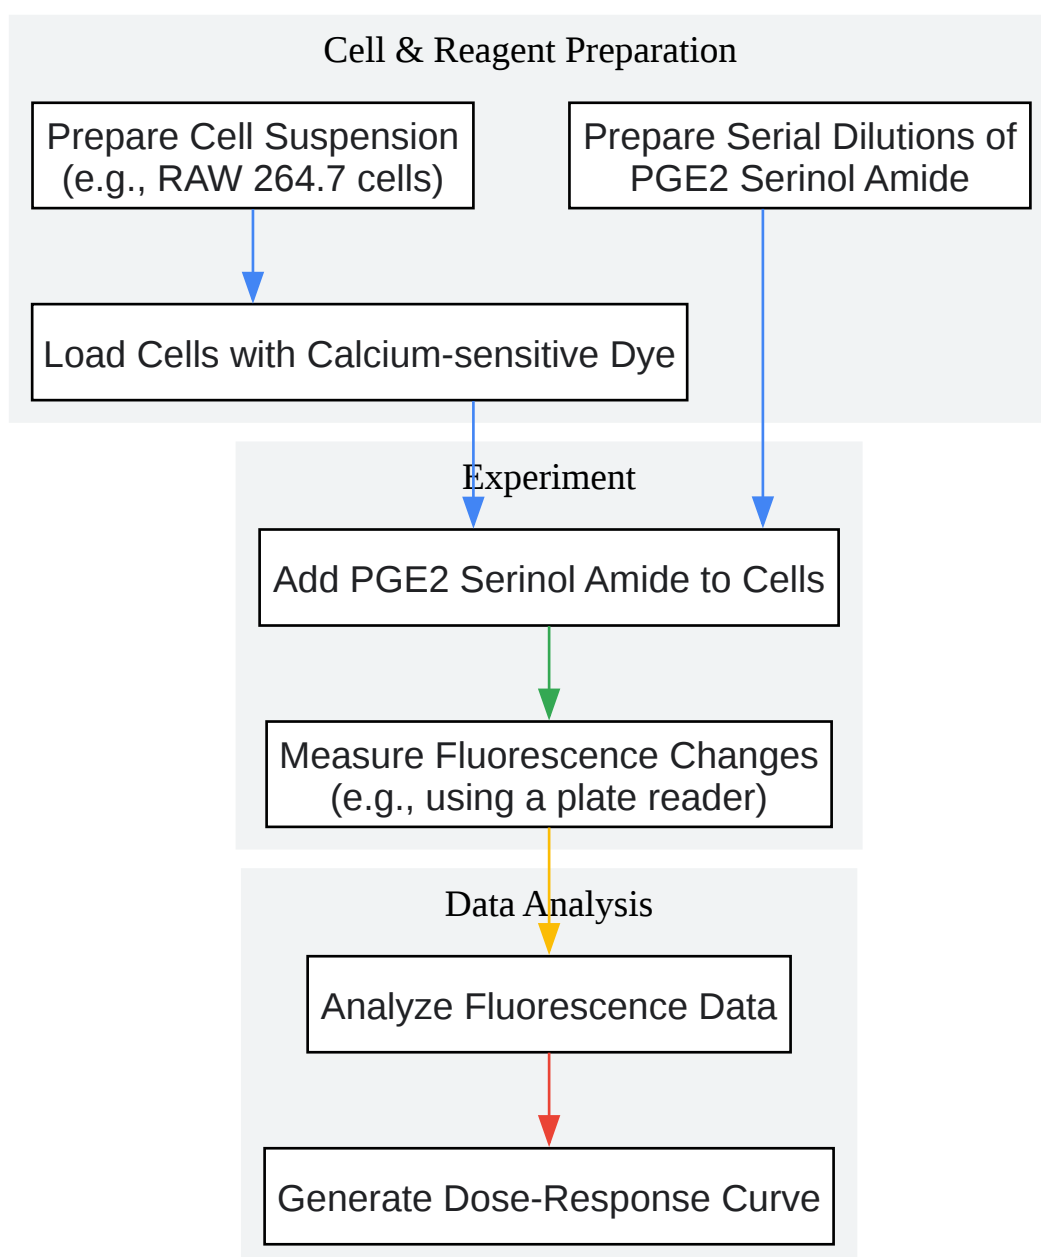 Cell & Reagent Preparation
Prepare Cell Suspension
(e.g., RAW 264.7 cells)
Prepare Serial Dilutions of
PGE2 Serinol Amide
Load Cells with Calcium-sensitive Dye
Experiment
Add PGE2 Serinol Amide to Cells
Measure Fluorescence Changes
(e.g., using a plate reader)
Data Analysis
Analyze Fluorescence Data
Generate Dose-Response Curve